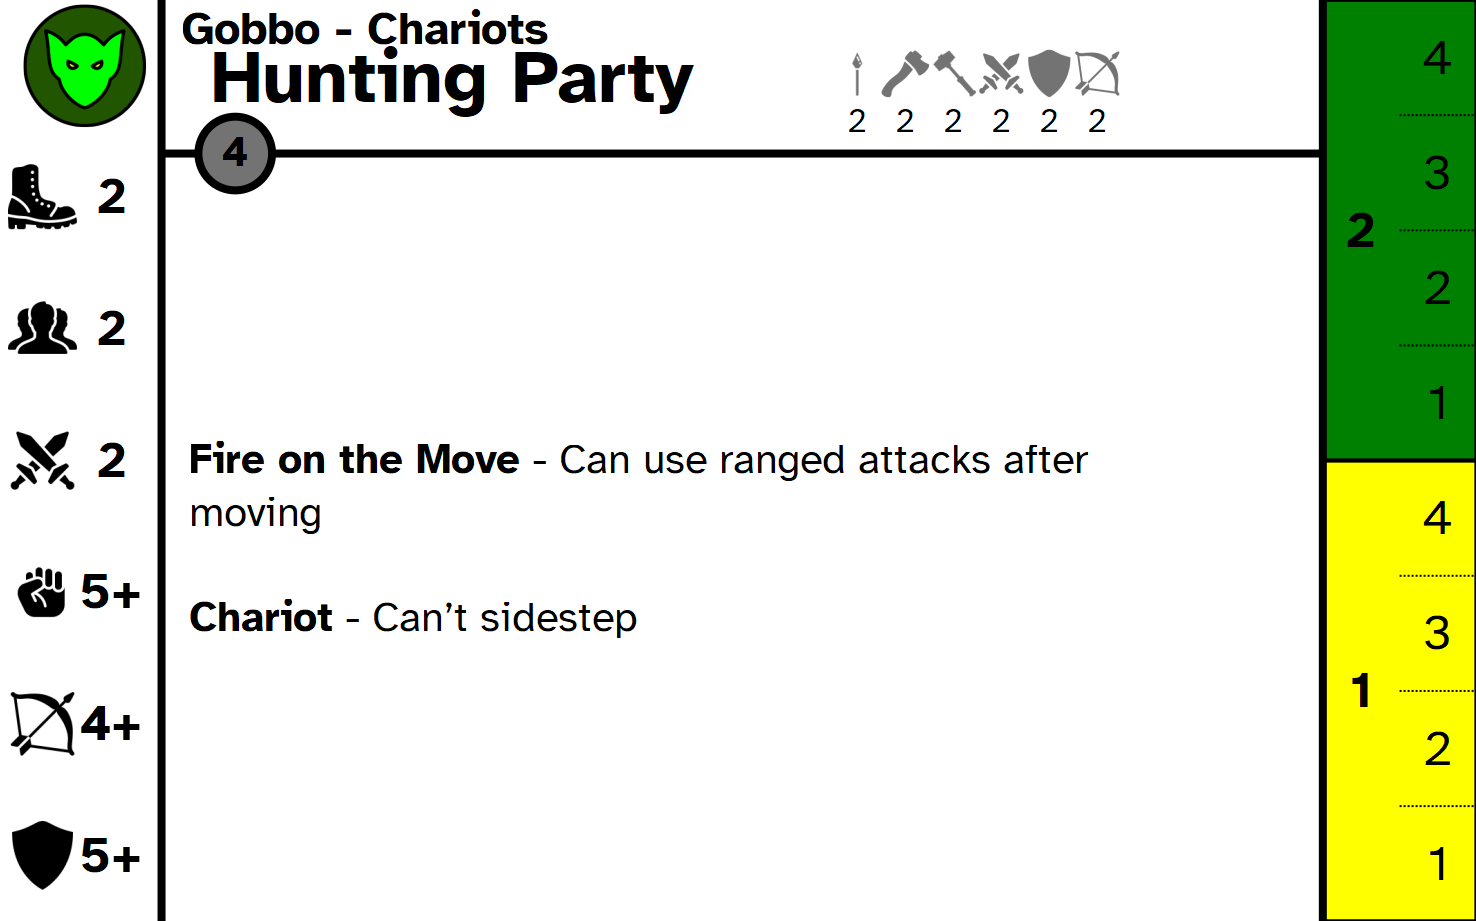 Gobbo - Chariots
Hunting Party
2 2 2 2 2 2
4
2
2
2
5+
4+
5+
Fire on the Move - Can use ranged attacks after
moving
Chariot - Can’t sidestep
2
4
3
2
1
1
4
3
2
1